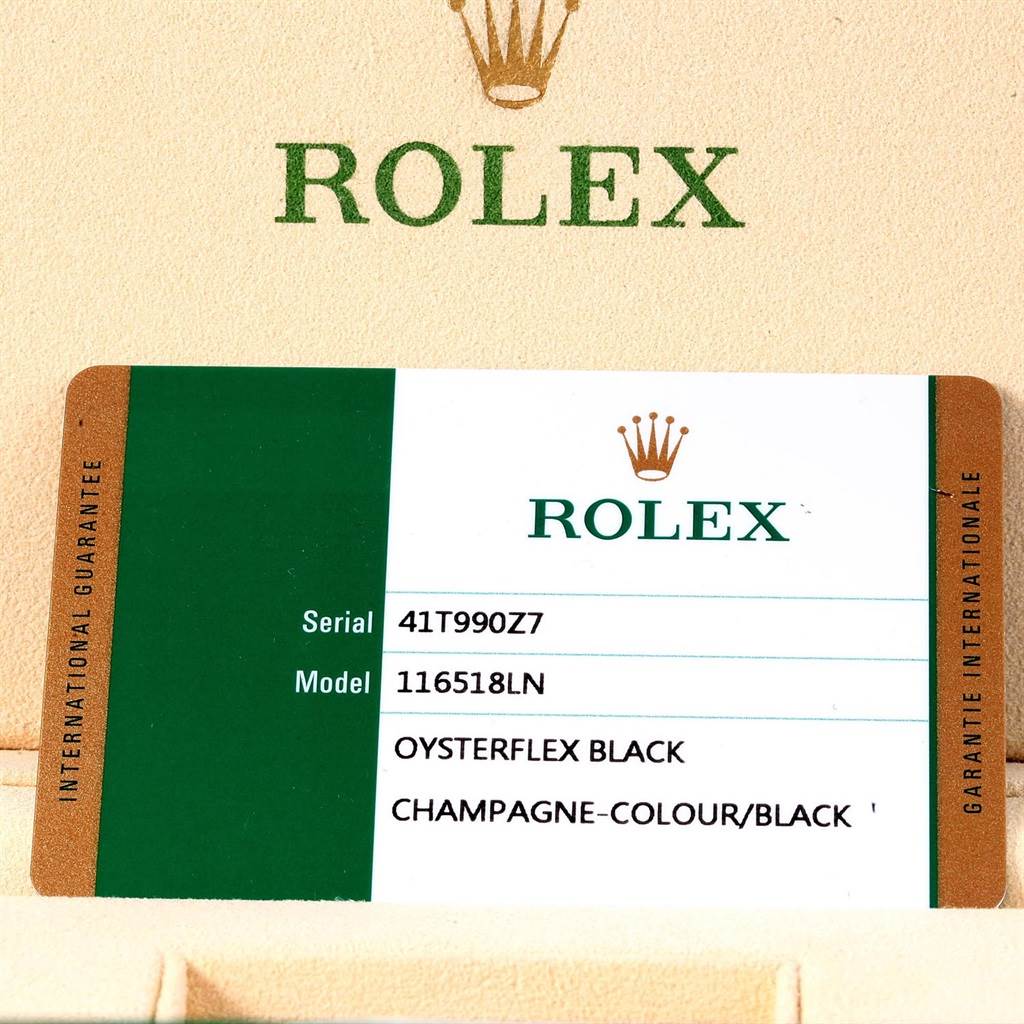 ROLEX
ROLEX
INTERNATIONAL GUARANTEE
Serial 41T990Z7
Model 116518LN
OYSTERFLEX BLACK
CHAMPAGNE-COLOUR/BLACK
GARANTIE INTERNATIONALE